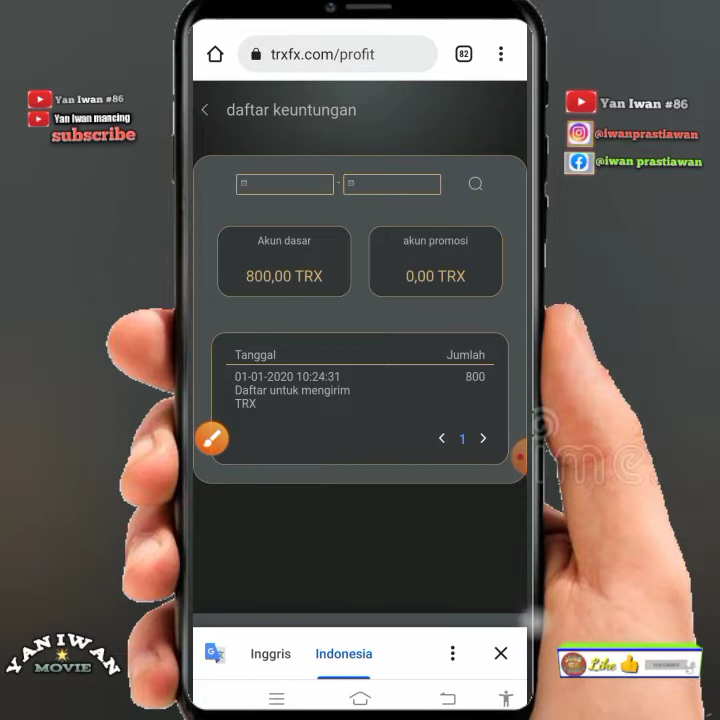 trxfx.com/profit
82
daftar keuntungan
Yan Iwan #86
Yan Iwan mancing
subscribe
Yan Iwan #86
@iwanprastiawan
@iwan prastiawan
-
Akun dasar
akun promosi
800,00 TRX
0,00 TRX
Tanggal
Jumlah
01-01-2020 10:24:31
800
Daftar untuk mengirim
TRX
1
YAN IWAN
MOVIE
Inggris
Indonesia
Like